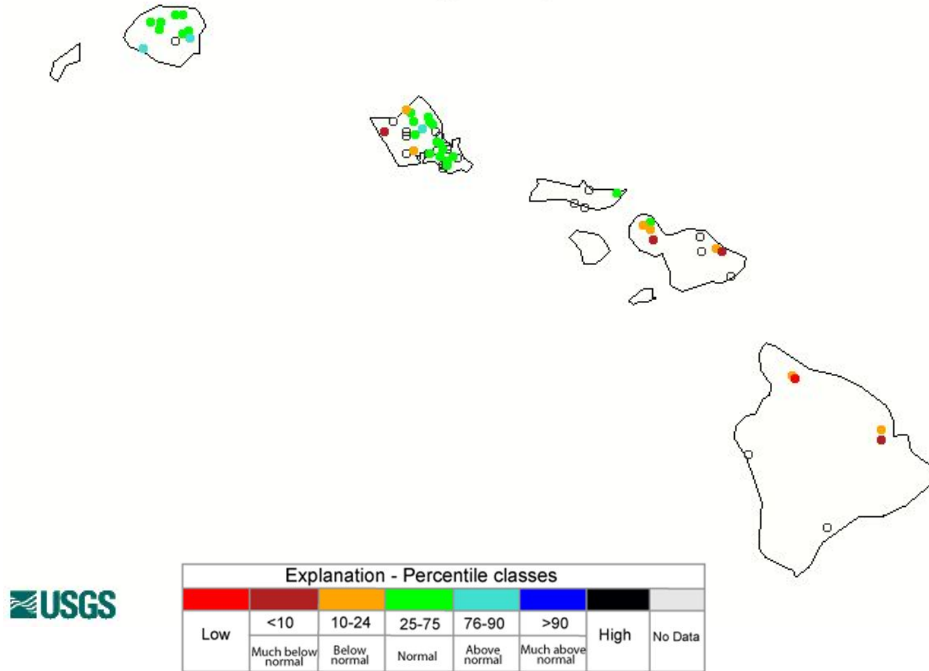 Explanation - Percentile classes
Low <10 10-24 25-75 76-90 >90 High No Data
Much below normal Below normal Normal Above normal Much above normal
USGS